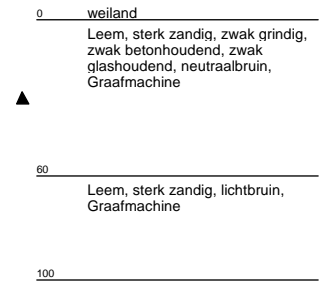 0 weiland
Leem, sterk zandig, zwak grindig,
zwak betonhoudend, zwak
glashoudend, neutraalbruin,
Graafmachine
60
Leem, sterk zandig, lichtbruin,
Graafmachine
100